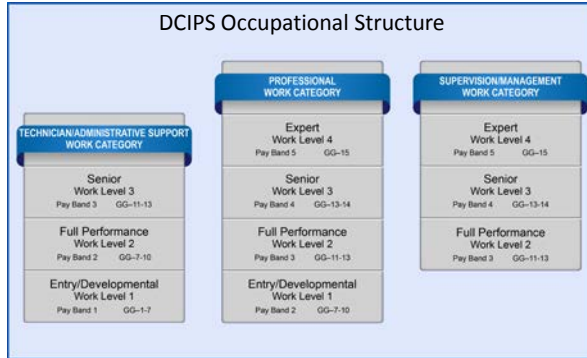 DCIPS Occupational Structure
TECHNICIAN/ADMINISTRATIVE SUPPORT
WORK CATEGORY
Senior
Work Level 3
Pay Band 3 GG-11-13
Full Performance
Work Level 2
Pay Band 2 GG-7-10
Entry/Developmental
Work Level 1
Pay Band 1 GG-1-7
PROFESSIONAL
WORK CATEGORY
Expert
Work Level 4
Pay Band 5 GG-15
Senior
Work Level 3
Pay Band 4 GG-13-14
Full Performance
Work Level 2
Pay Band 3 GG-11-13
Entry/Developmental
Work Level 1
Pay Band 2 GG-7-10
SUPERVISION/MANAGEMENT
WORK CATEGORY
Expert
Work Level 4
Pay Band 5 GG-15
Senior
Work Level 3
Pay Band 4 GG-13-14
Full Performance
Work Level 2
Pay Band 3 GG-11-13